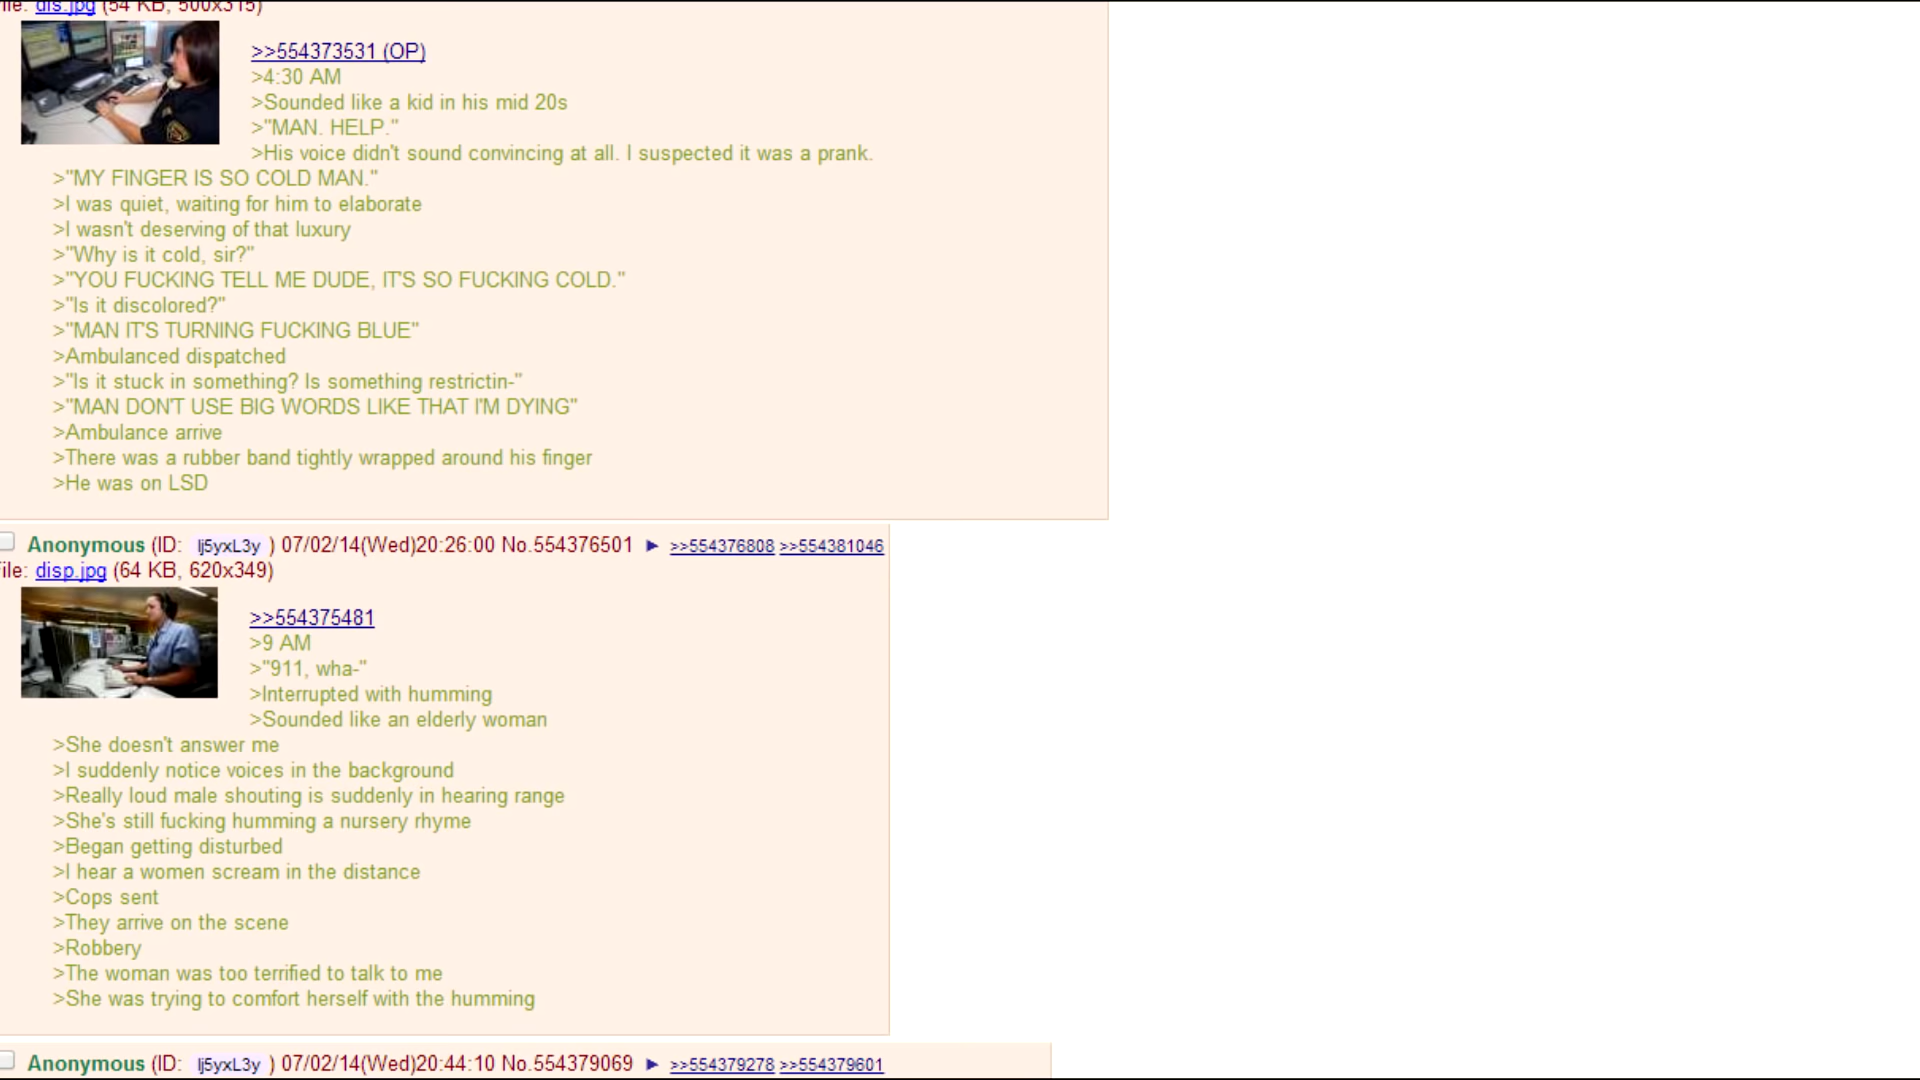 File: dis.jpg (54 KB, 500x315)
>>554373531 (OP)
>4:30 AM
>Sounded like a kid in his mid 20s
>"MAN. HELP."
>His voice didn't sound convincing at all. I suspected it was a prank.
>"MY FINGER IS SO COLD MAN."
>I was quiet, waiting for him to elaborate
>I wasn't deserving of that luxury
>"Why is it cold, sir?"
>"YOU FUCKING TELL ME DUDE, IT'S SO FUCKING COLD."
>"Is it discolored?"
>"MAN IT'S TURNING FUCKING BLUE"
>Ambulanced dispatched
>"Is it stuck in something? Is something restrictin-"
>"MAN DON'T USE BIG WORDS LIKE THAT I'M DYING"
>Ambulance arrive
>There was a rubber band tightly wrapped around his finger
>He was on LSD
Anonymous (ID: lj5yxL3y ) 07/02/14(Wed)20:26:00 No.554376501 ► >>554376808 >>554381046
File: disp.jpg (64 KB, 620x349)
>>554375481
>9 AM
>"911, wha-"
>Interrupted with humming
>Sounded like an elderly woman
>She doesn't answer me
>I suddenly notice voices in the background
>Really loud male shouting is suddenly in hearing range
>She's still fucking humming a nursery rhyme
>Began getting disturbed
>I hear a women scream in the distance
>Cops sent
>They arrive on the scene
>Robbery
>The woman was too terrified to talk to me
>She was trying to comfort herself with the humming
Anonymous (ID: lj5yxL3y ) 07/02/14(Wed)20:44:10 No.554379069 ► >>554379278 >>554379601